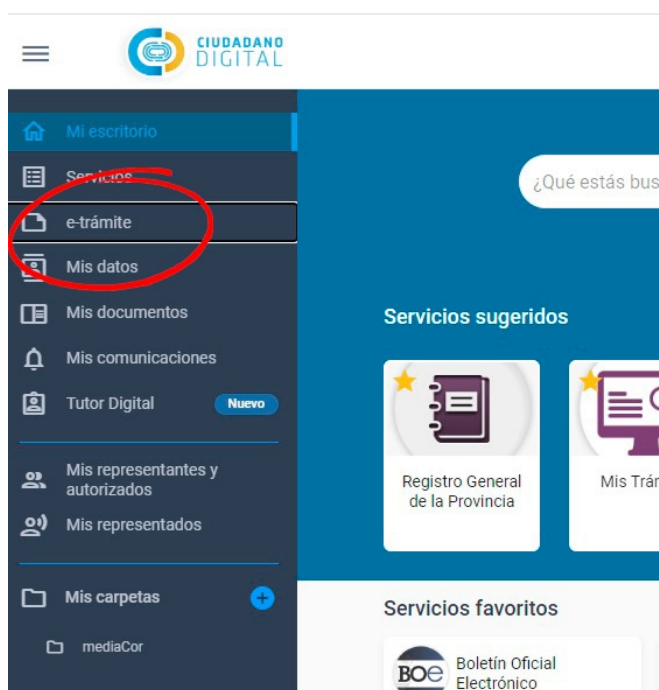 CIUDADANO
DIGITAL
Mi escritorio
Servicios
e-trámite
Mis datos
Mis documentos
Mis comunicaciones
Tutor Digital
Nuevo
Mis representantes y
autorizados
Mis representados
Mis carpetas
mediaCor
¿Qué estás bus
Servicios sugeridos
Registro General
de la Provincia
Mis Trá
Servicios favoritos
BOe
Boletín Oficial
Electrónico